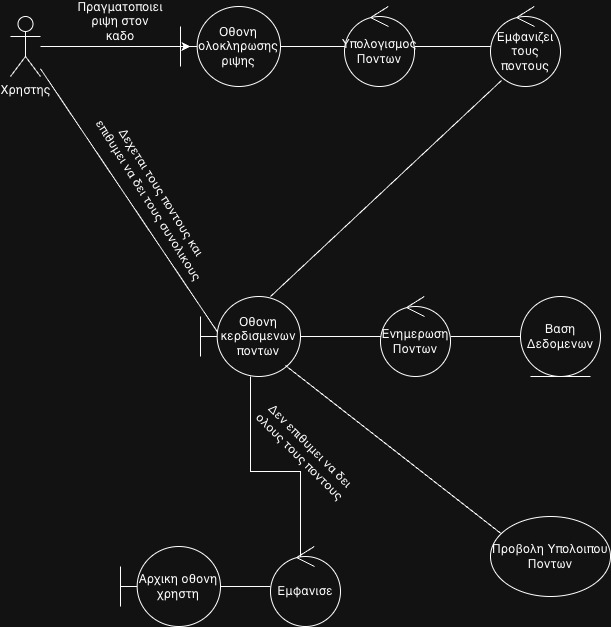 Πραγματοποιει
ριψη στον
καδο
Χρηστης
Οθονη
ολοκληρωσης
ριψης
Υπολογισμος
Ποντων
Εμφανιζει
τους
ποντους
Δεχεται τους ποντους και
επιθυμει να δει τους συνολικους
Οθονη
κερδισμενων
ποντων
Ενημερωση
Ποντων
Βαση
Δεδομενων
Δεν επιθυμει να δει
ολους τους ποντους
Προβολη Υπολοιπου
Ποντων
Αρχικη οθονη
χρηστη
Εμφανισε